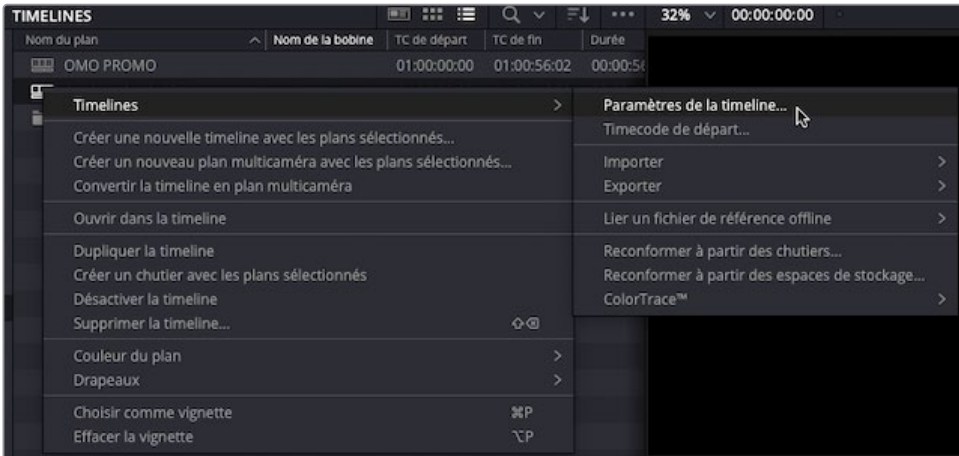 TIMELINES
32% 00:00:00:00
Nom du plan Nom de la bobine TC de départ TC de fin Durée
OMO PROMO 01:00:00:00 01:00:56:02 00:00:56
Timelines
Créer une nouvelle timeline avec les plans sélectionnés...
Créer un nouveau plan multicaméra avec les plans sélectionnés...
Convertir la timeline en plan multicaméra
Ouvrir dans la timeline
Dupliquer la timeline
Créer un chutier avec les plans sélectionnés
Désactiver la timeline
Supprimer la timeline... ⇧⌫
Couleur du plan
Drapeaux
Choisir comme vignette ⌘P
Effacer la vignette ⌥P
Paramètres de la timeline...
Timecode de départ...
Importer
Exporter
Lier un fichier de référence offline
Reconformer à partir des chutiers...
Reconformer à partir des espaces de stockage...
ColorTrace™